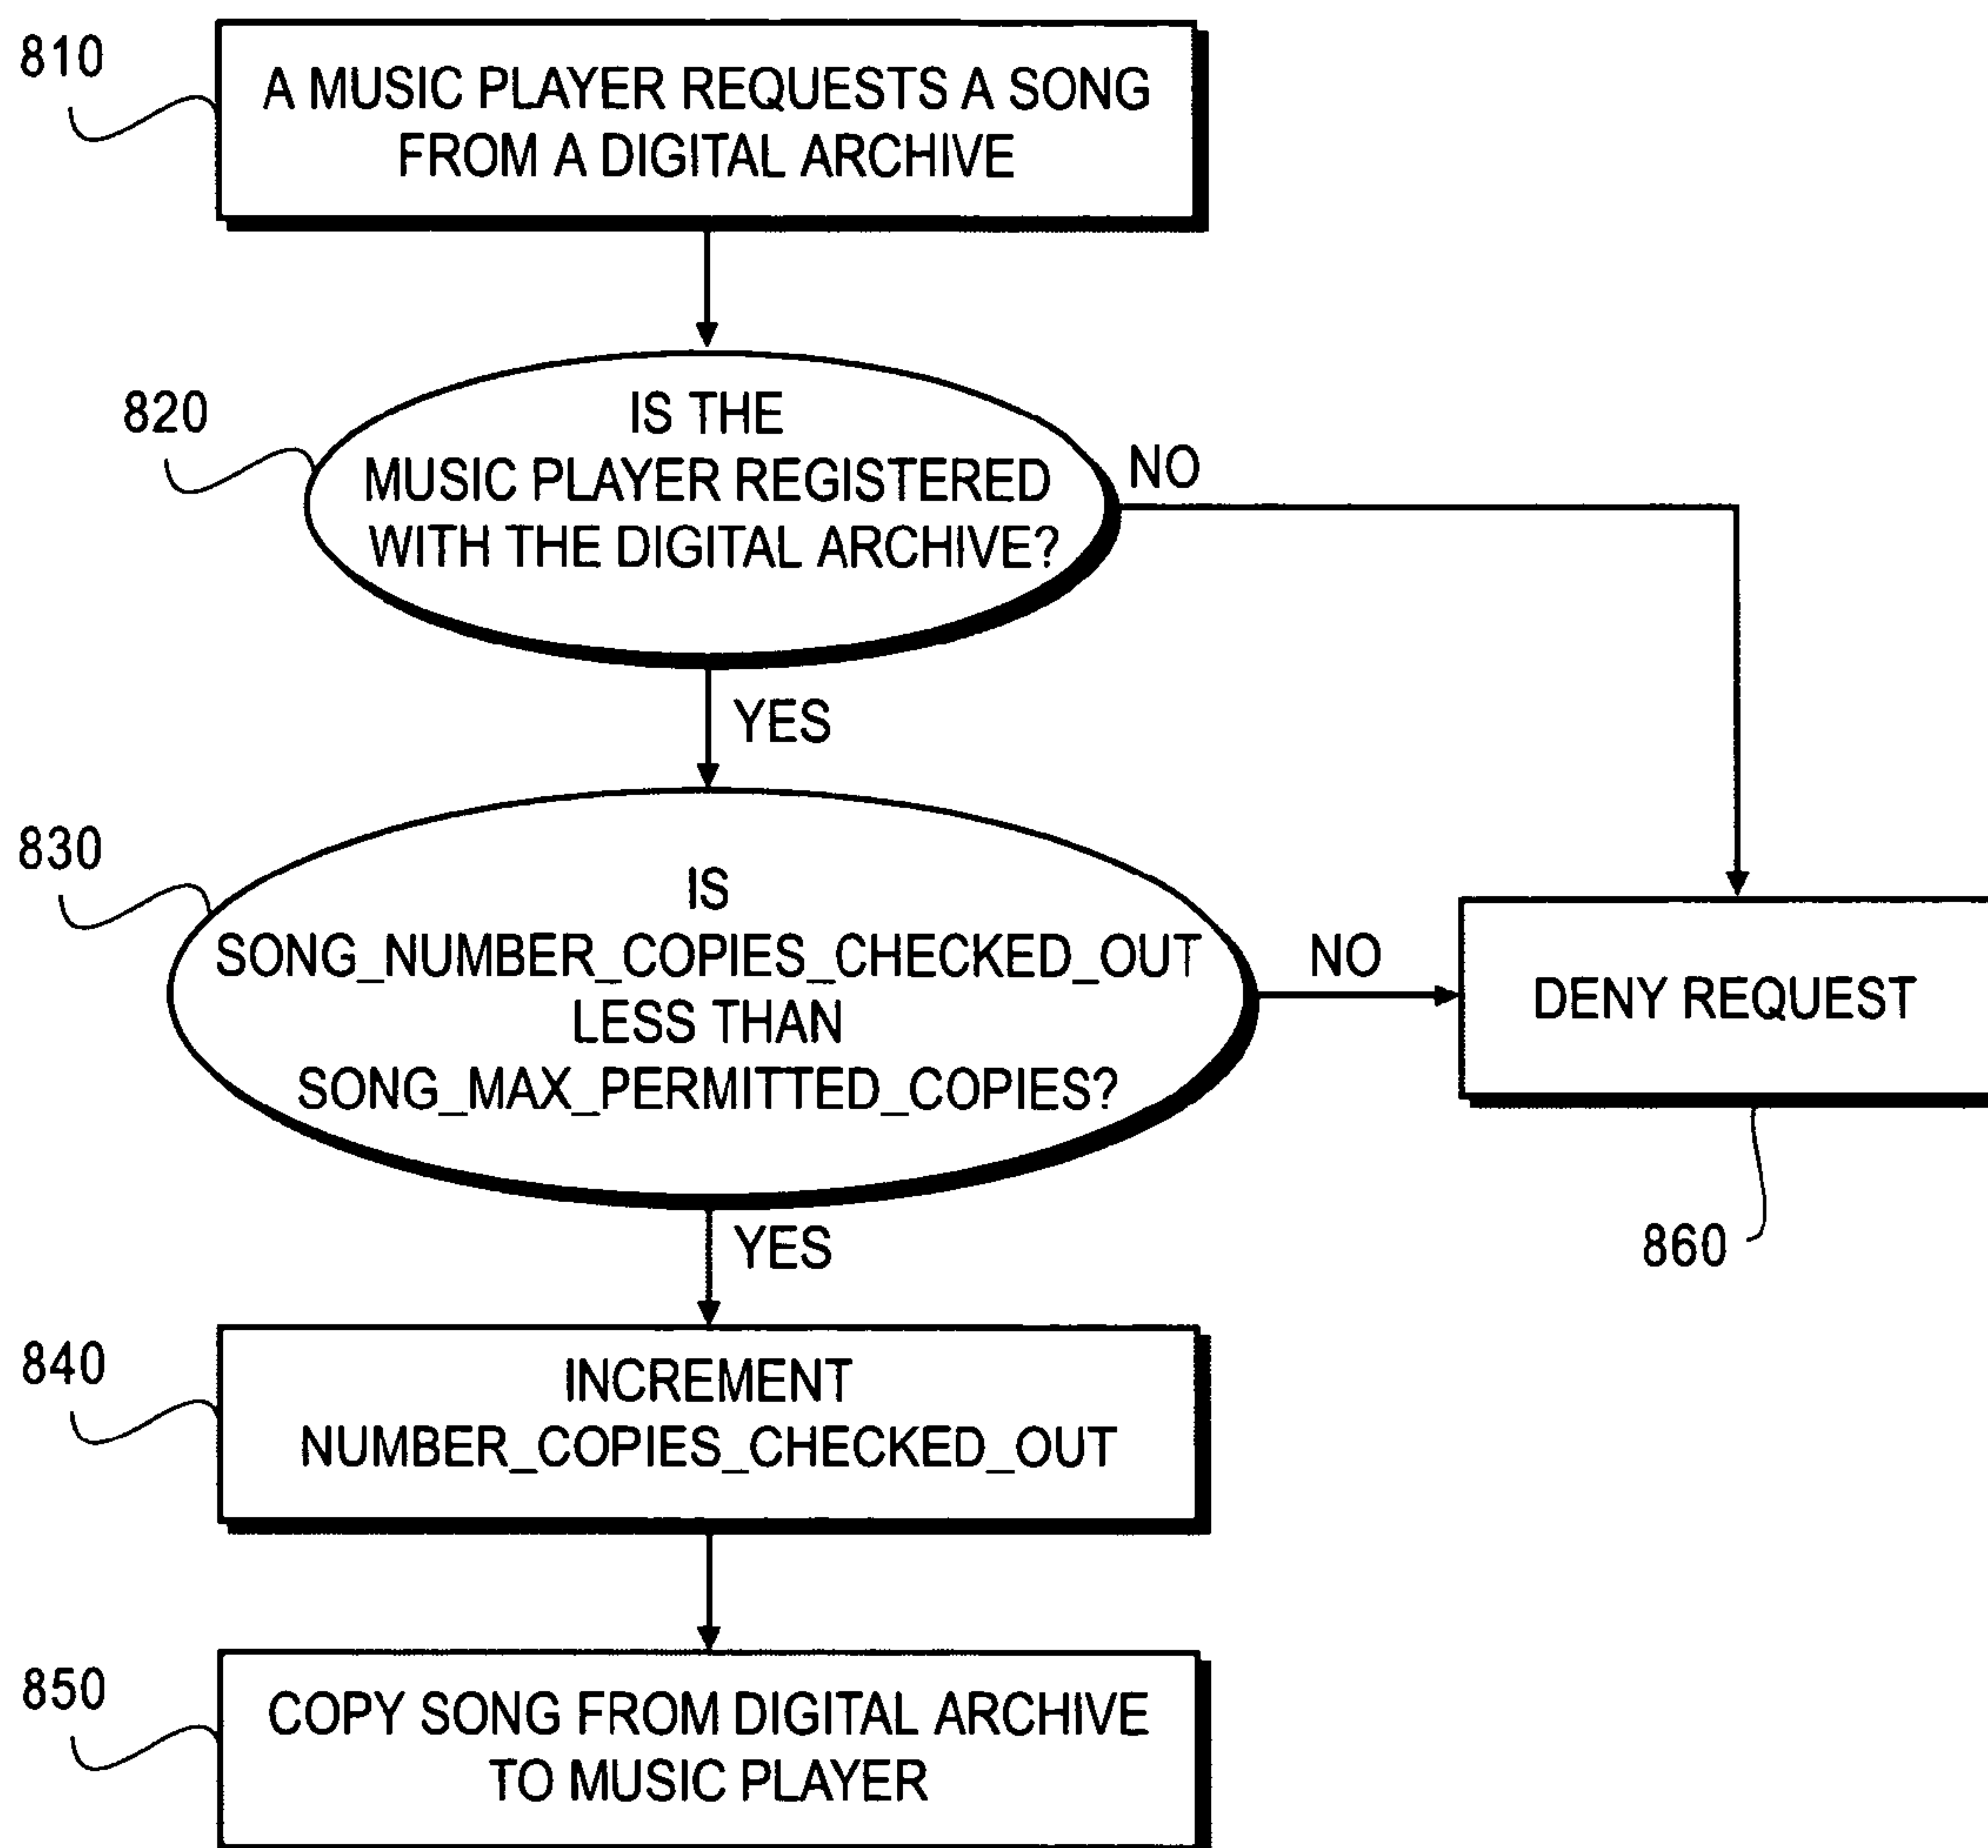 810
A MUSIC PLAYER REQUESTS A SONG
FROM A DIGITAL ARCHIVE
820
IS THE
MUSIC PLAYER REGISTERED
WITH THE DIGITAL ARCHIVE?
NO
YES
830
IS
SONG_NUMBER_COPIES_CHECKED_OUT
LESS THAN
SONG_MAX_PERMITTED_COPIES?
NO
DENY REQUEST
860
YES
840
INCREMENT
NUMBER_COPIES_CHECKED_OUT
850
COPY SONG FROM DIGITAL ARCHIVE
TO MUSIC PLAYER